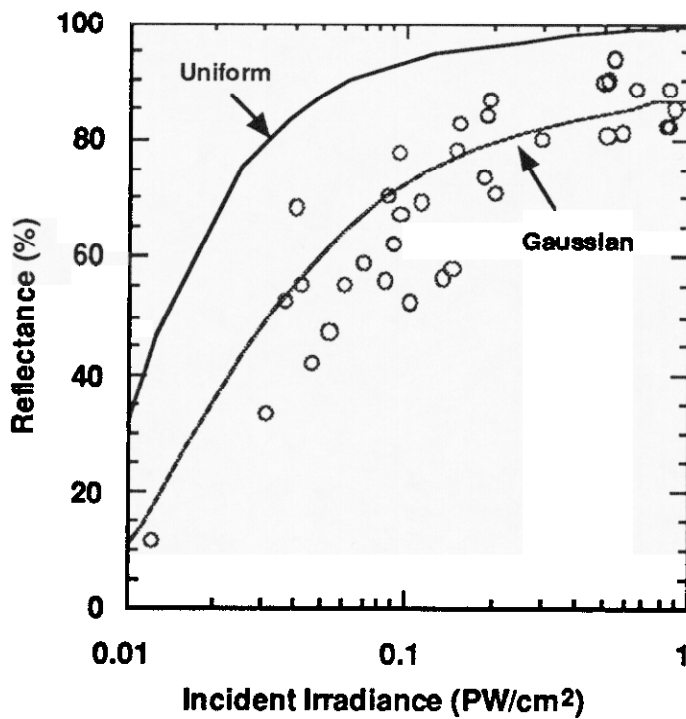 100
80
60
40
20
0
Reflectance (%)
Uniform
Gaussian
0.01 0.1 1
Incident Irradiance (PW/cm²)